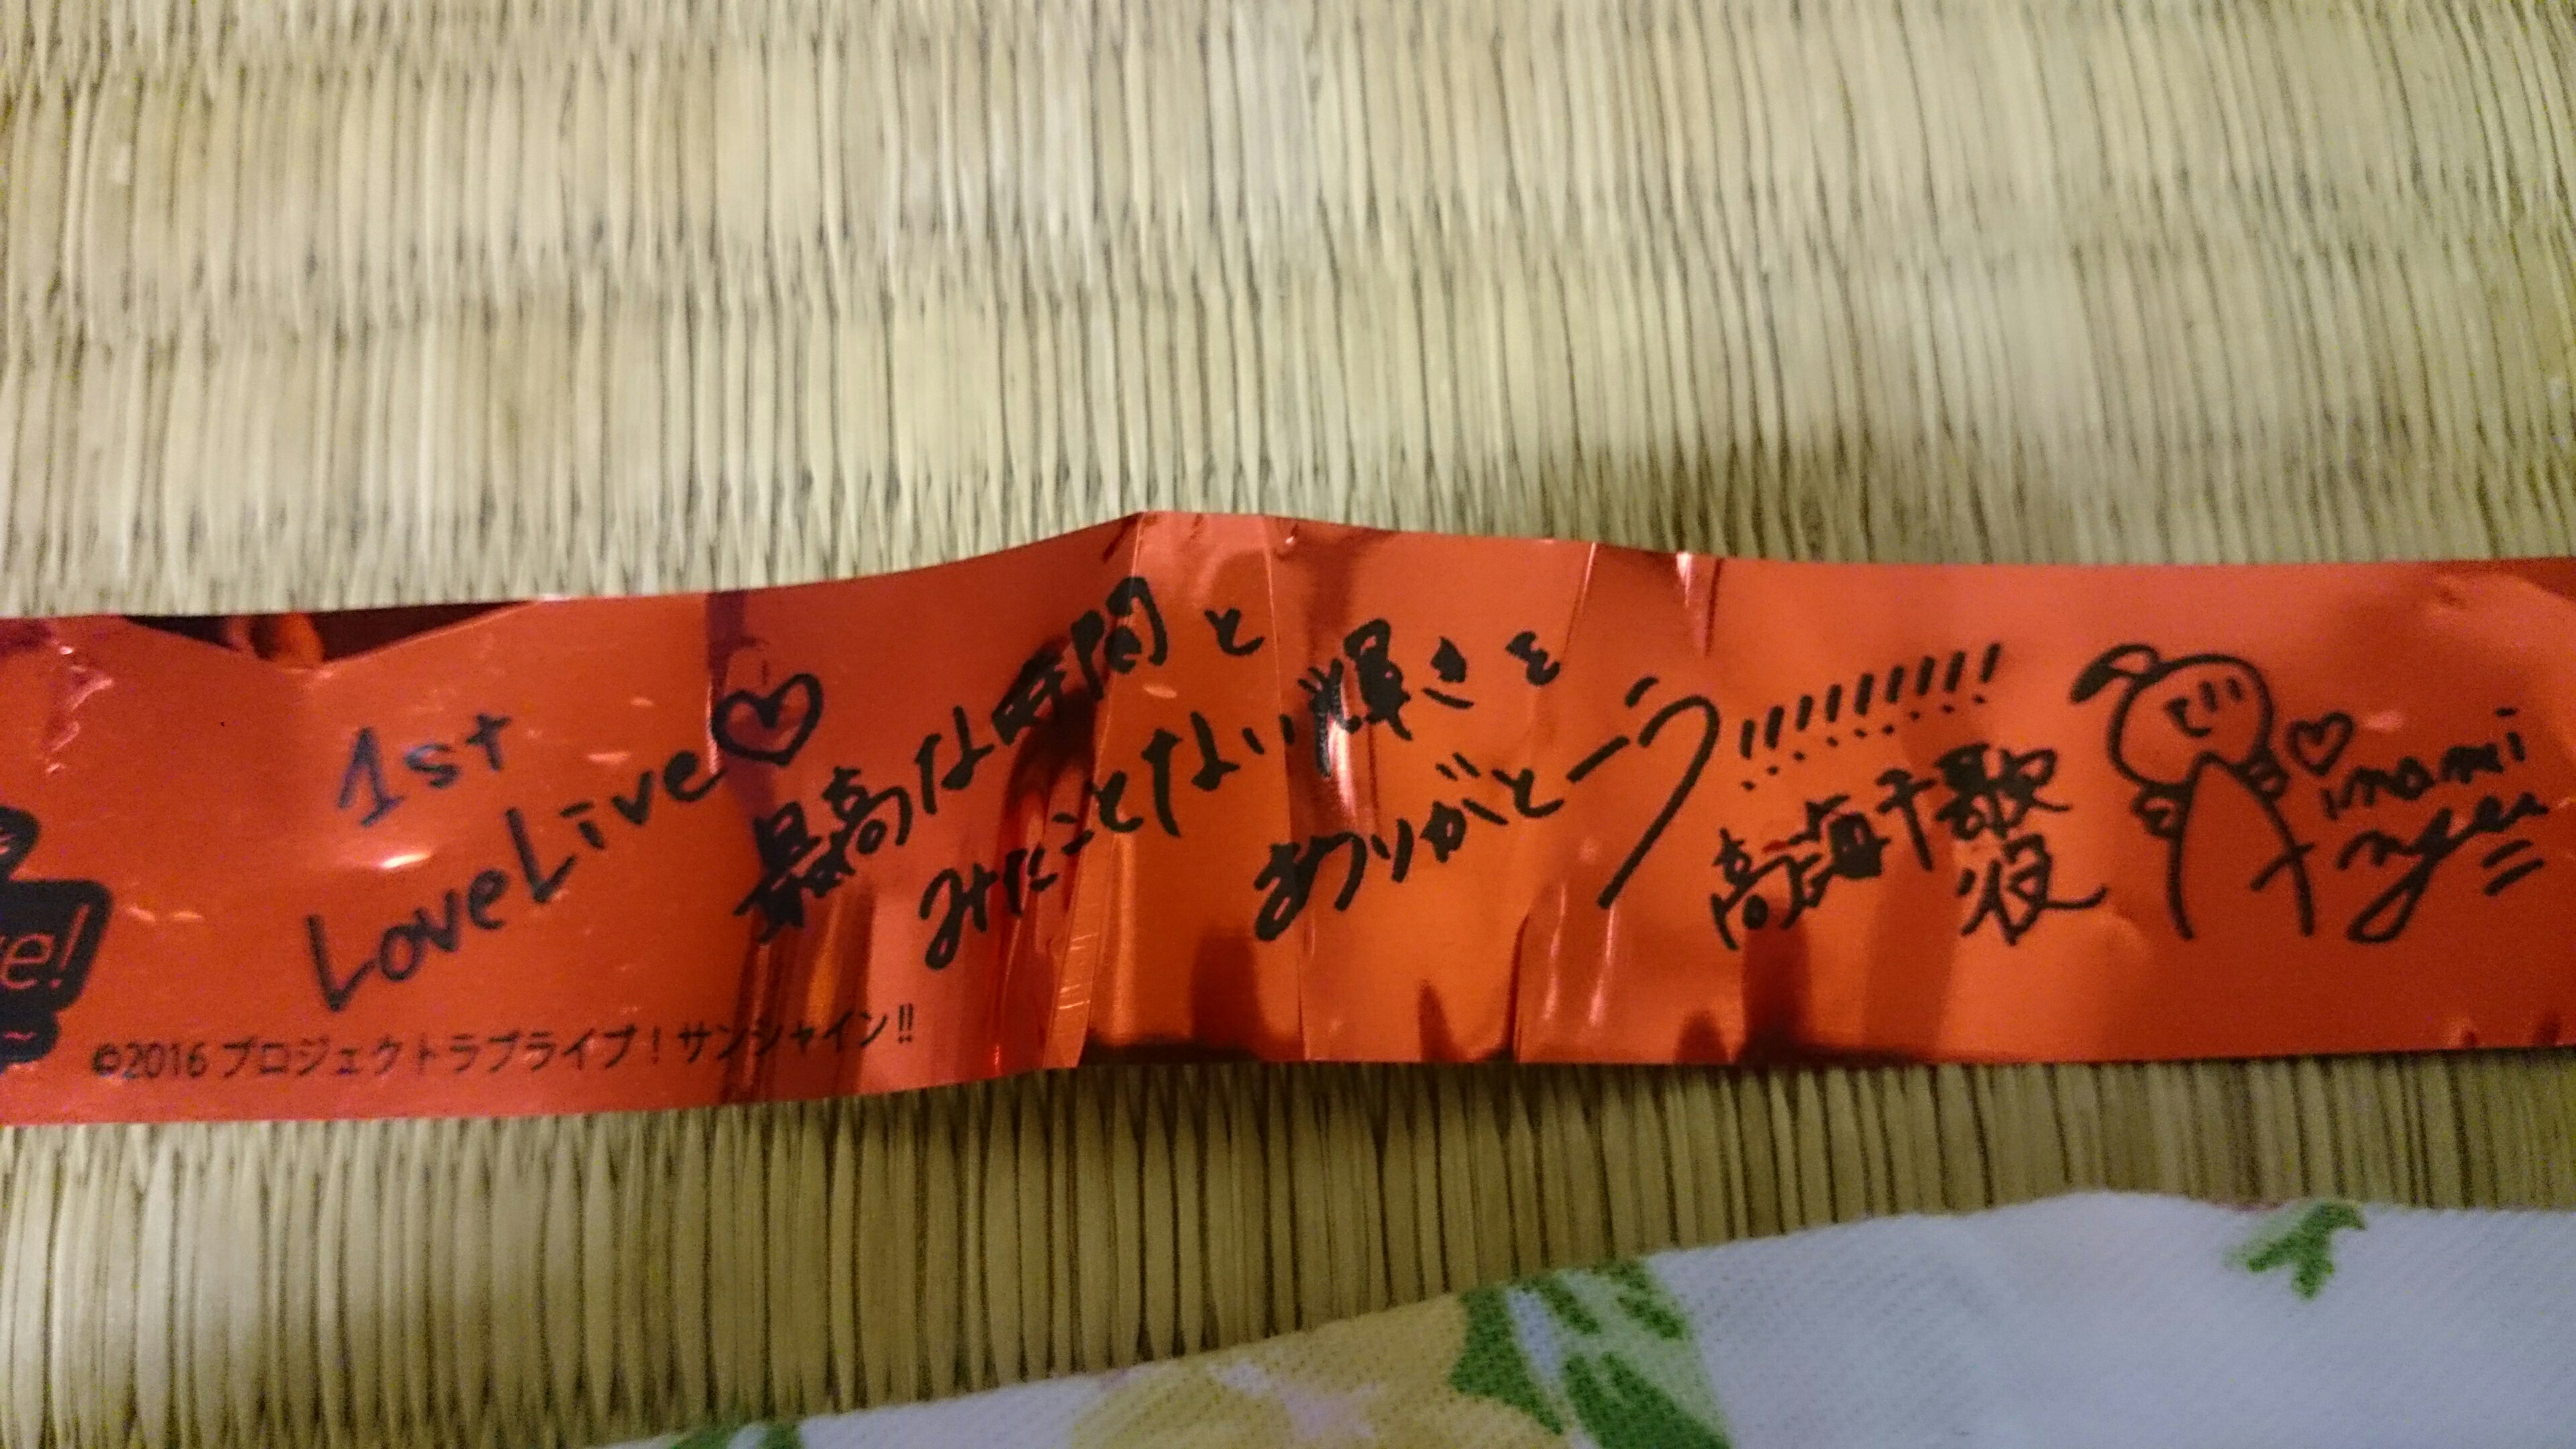 e!
1st
LoveLive♡
最高な時間と
みたことない輝きを
ありがとーう!!!!!!!!!
高海千歌
役
©2016 プロジェクトラブライブ！サンシャイン!!